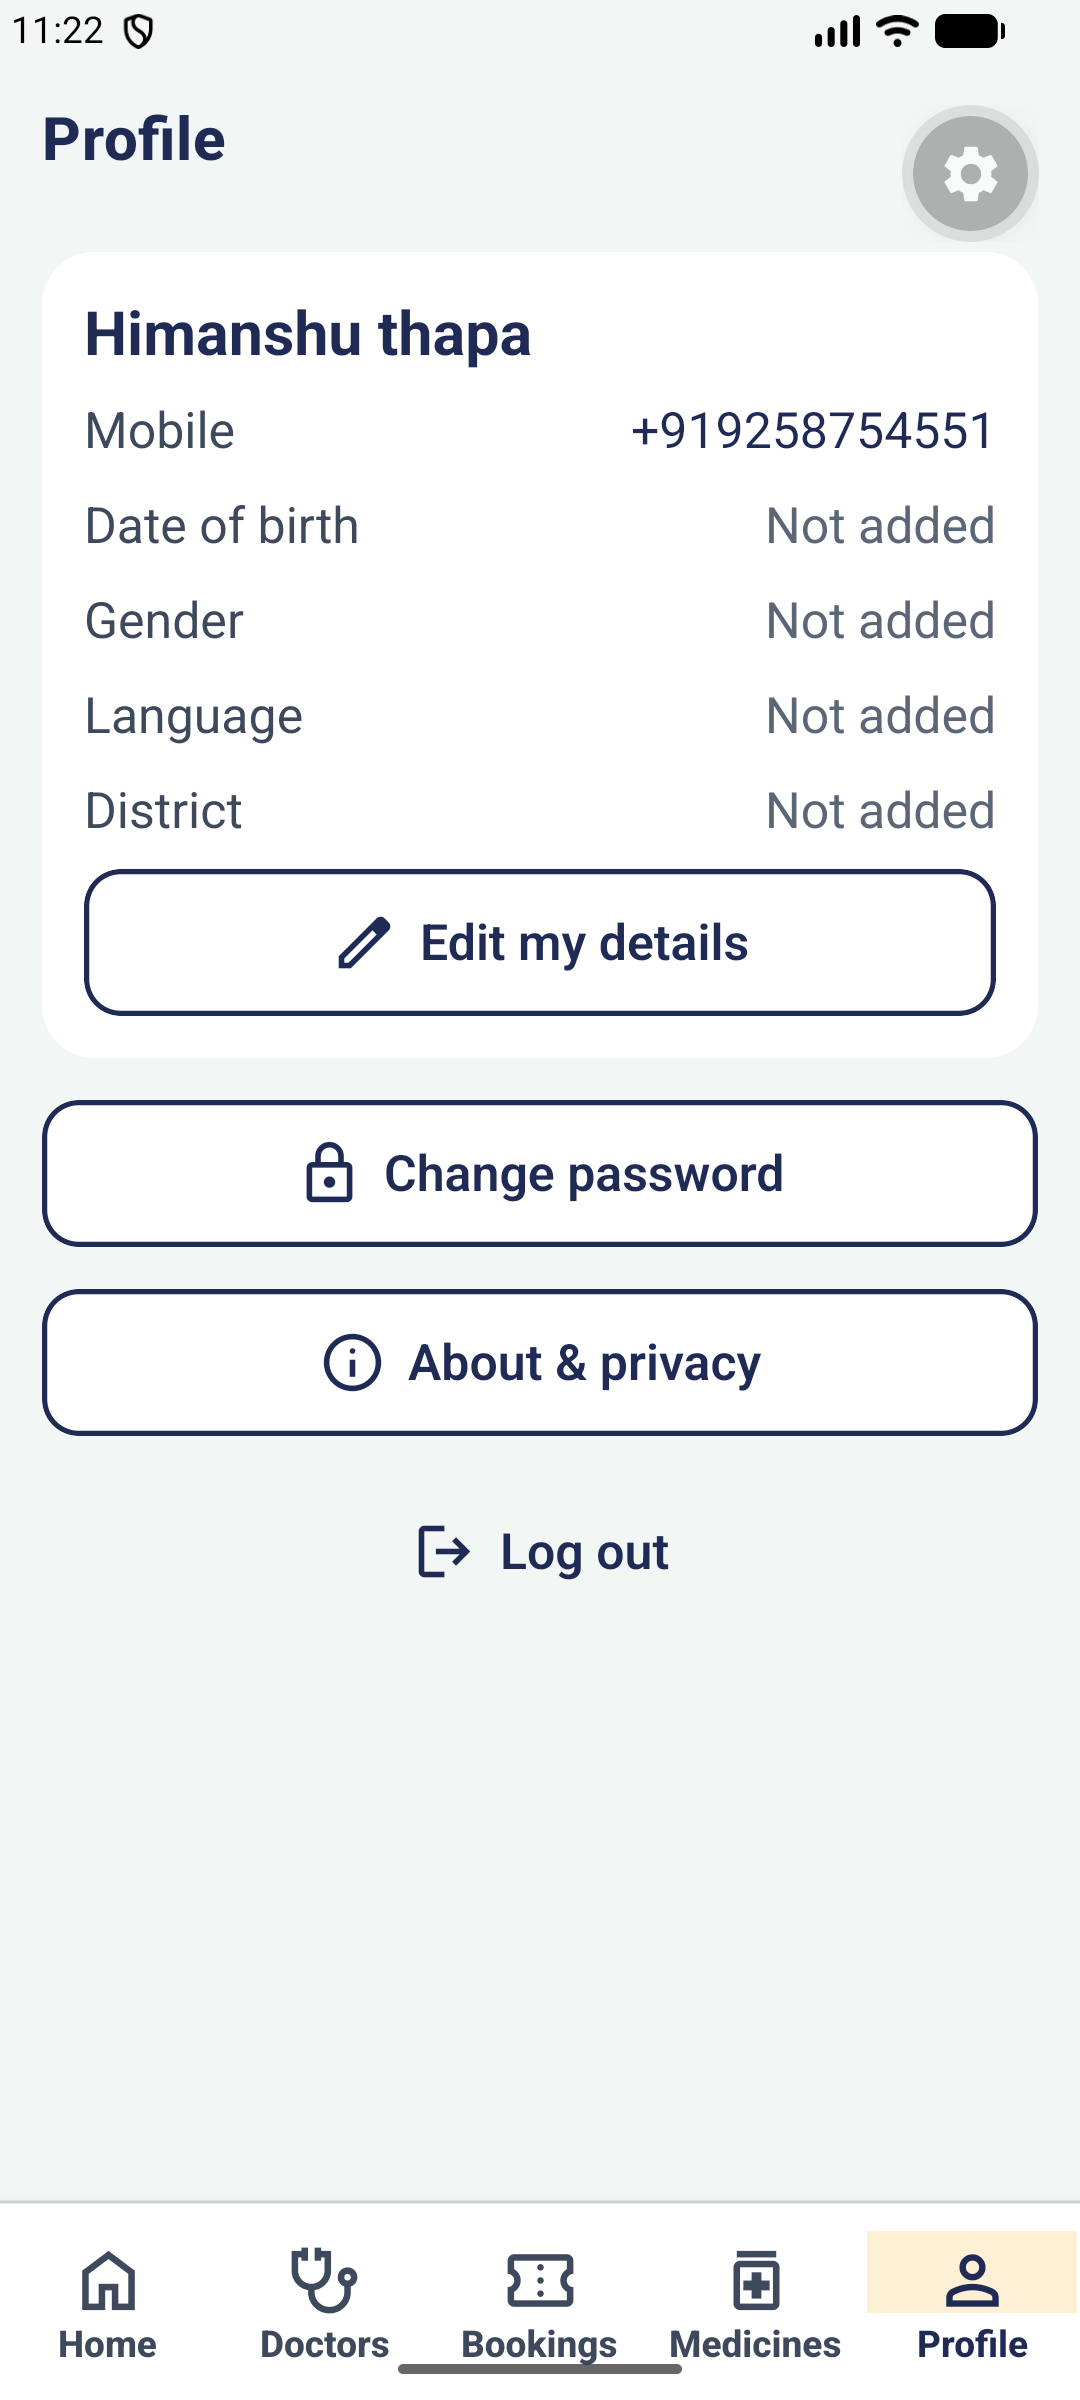 11:22
Profile
Himanshu thapa
Mobile +919258754551
Date of birth Not added
Gender Not added
Language Not added
District Not added
Edit my details
Change password
About & privacy
Log out
Home Doctors Bookings Medicines Profile